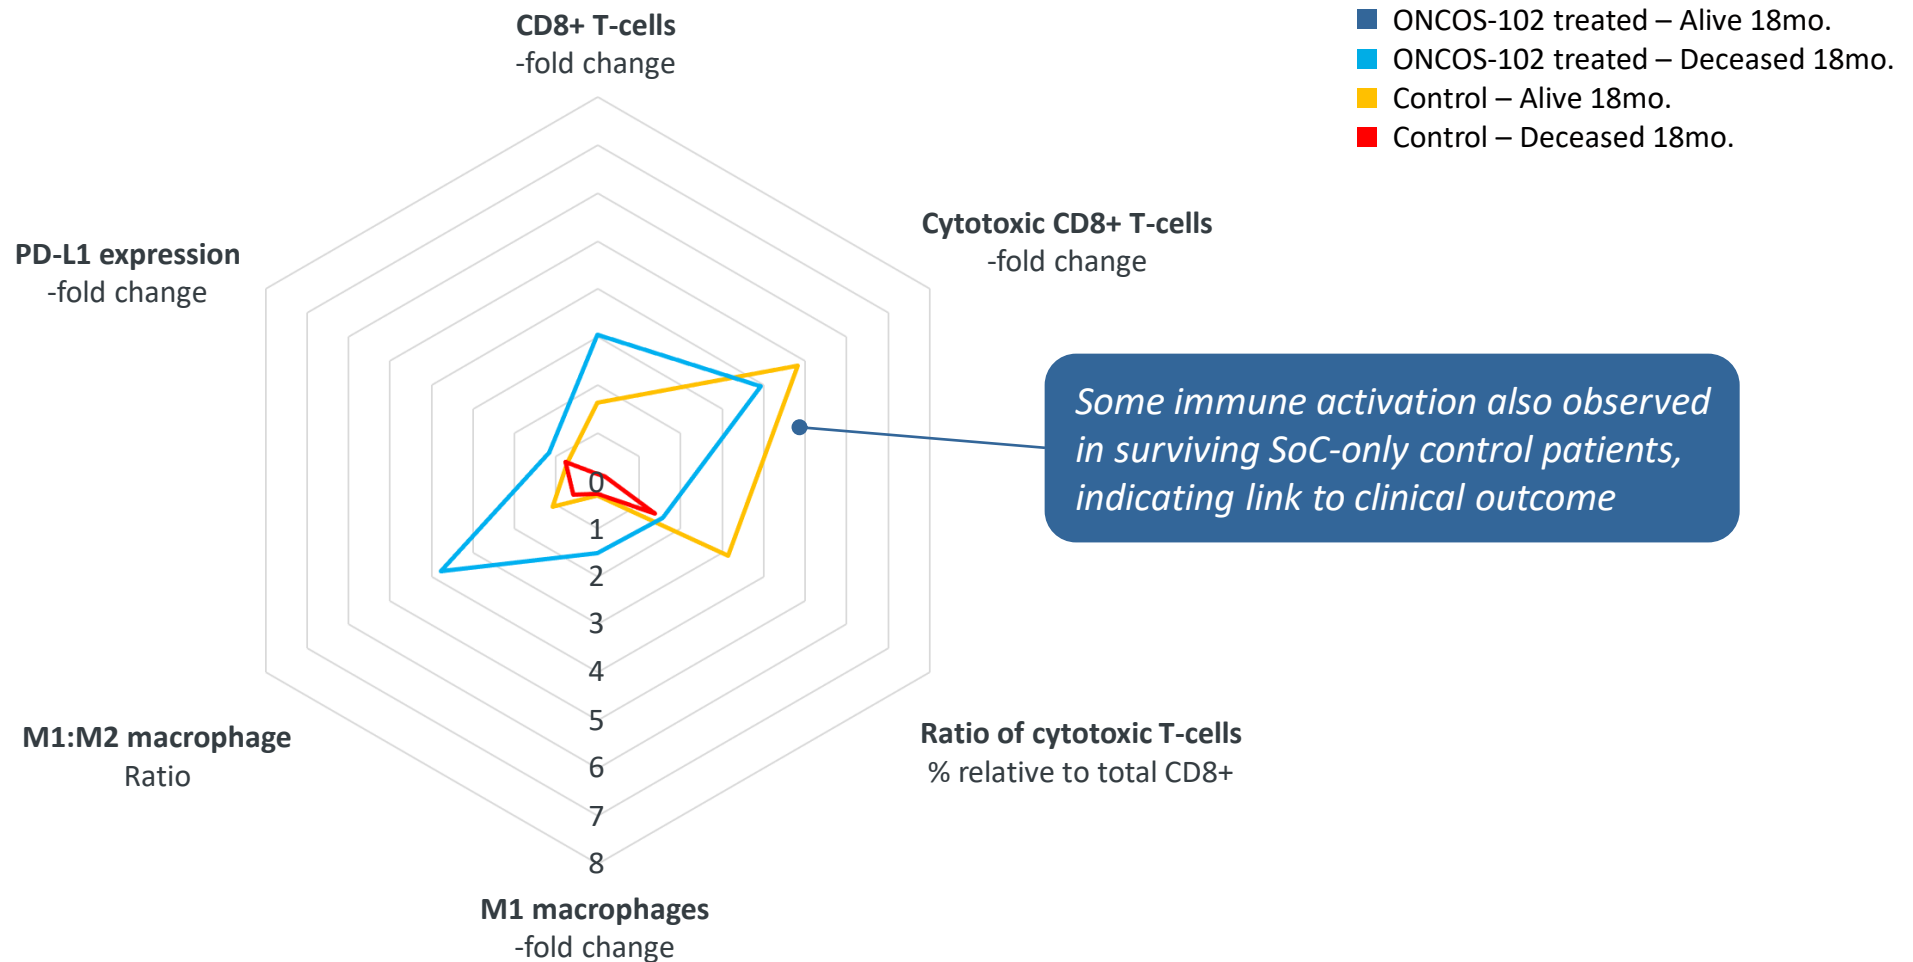 CD8+ T-cells
-fold change
ONCOS-102 treated – Alive 18mo.
ONCOS-102 treated – Deceased 18mo.
Control – Alive 18mo.
Control – Deceased 18mo.
Cytotoxic CD8+ T-cells
-fold change
PD-L1 expression
-fold change
Some immune activation also observed
in surviving SoC-only control patients,
indicating link to clinical outcome
0
1
2
3
4
5
6
7
8
M1:M2 macrophage
Ratio
Ratio of cytotoxic T-cells
% relative to total CD8+
M1 macrophages
-fold change